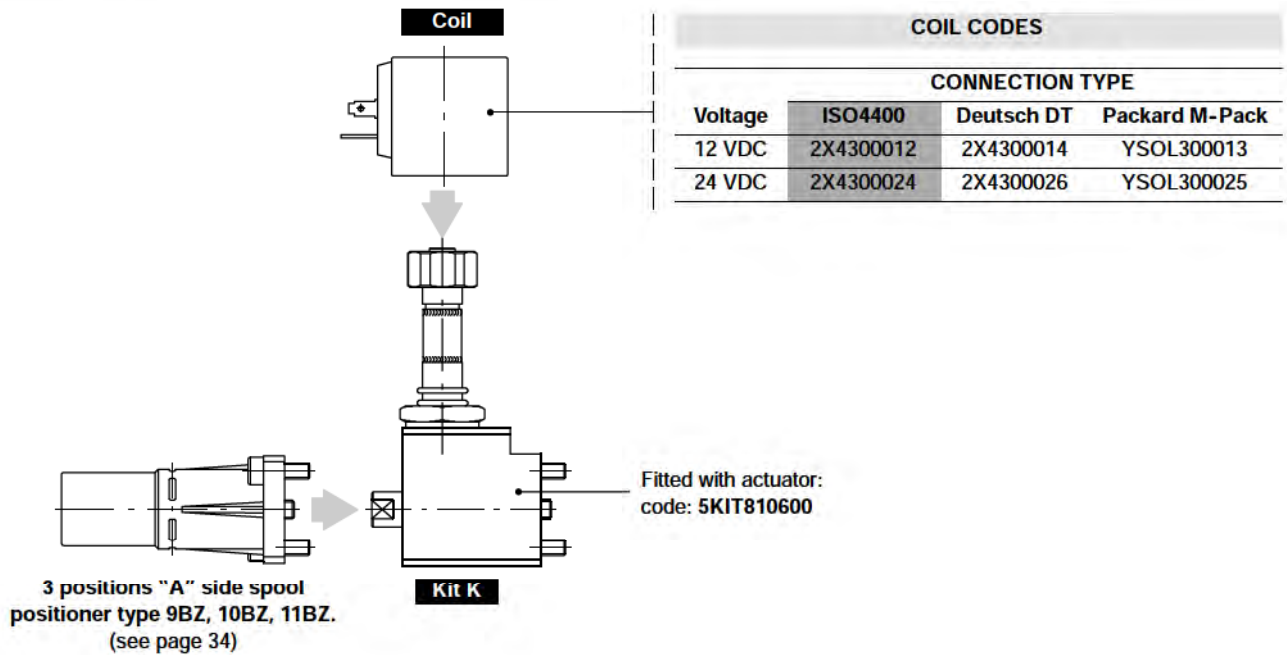 Coil
COIL CODES
CONNECTION TYPE
Voltage ISO4400 Deutsch DT Packard M-Pack
12 VDC 2X4300012 2X4300014 YSOL300013
24 VDC 2X4300024 2X4300026 YSOL300025
Fitted with actuator:
code: 5KIT810600
Kit K
3 positions "A" side spool
positioner type 9BZ, 10BZ, 11BZ.
(see page 34)